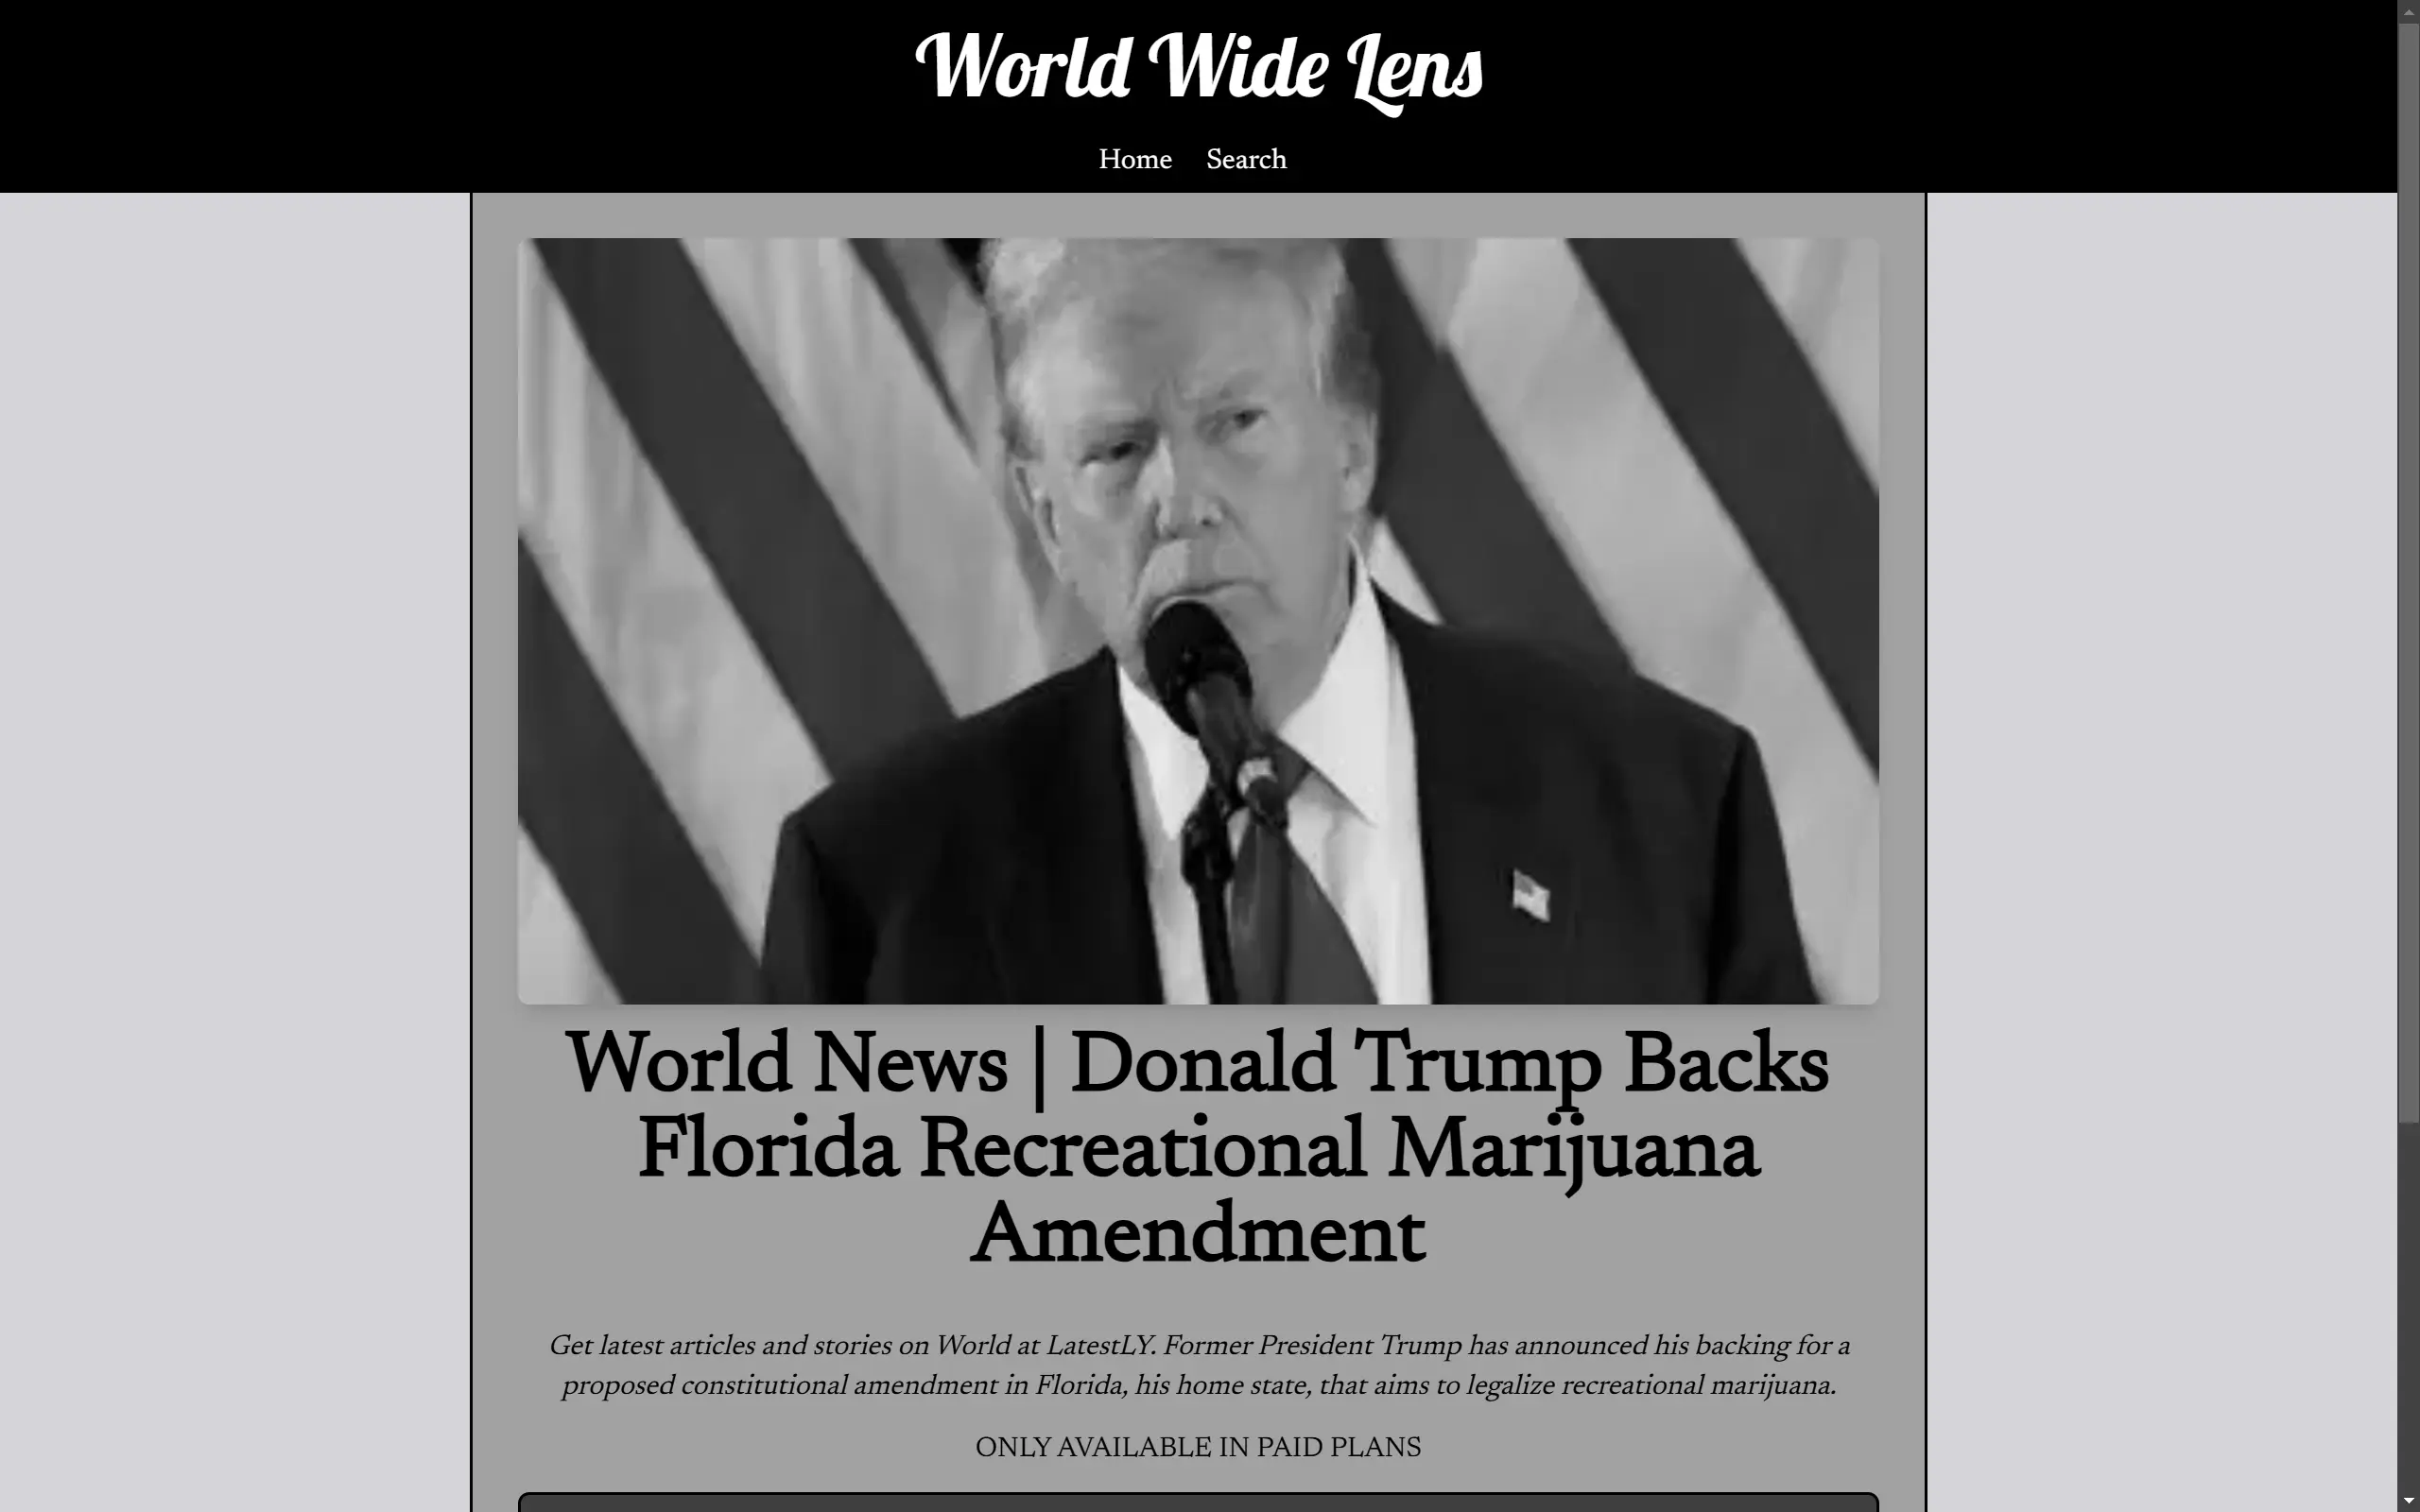 World Wide Lens
Home Search
World News | Donald Trump Backs
Florida Recreational Marijuana
Amendment
Get latest articles and stories on World at LatestLY. Former President Trump has announced his backing for a
proposed constitutional amendment in Florida, his home state, that aims to legalize recreational marijuana.
ONLY AVAILABLE IN PAID PLANS